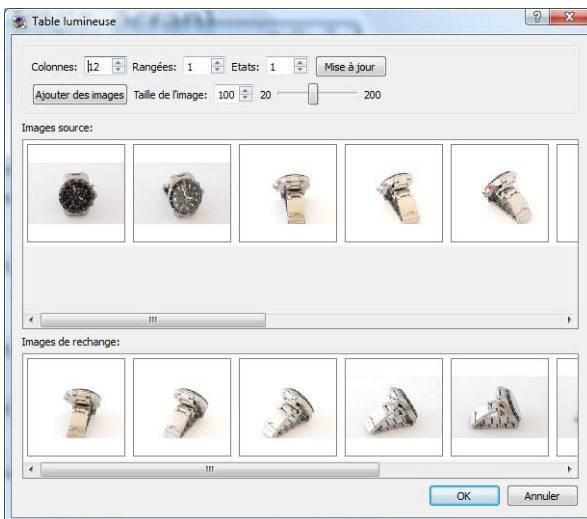 Table lumineuse
Colonnes: 12 Rangées: 1 Etats: 1 Mise à jour
Ajouter des images Taille de l'image: 100 20 200
Images source:
Images de rechange:
OK Annuler